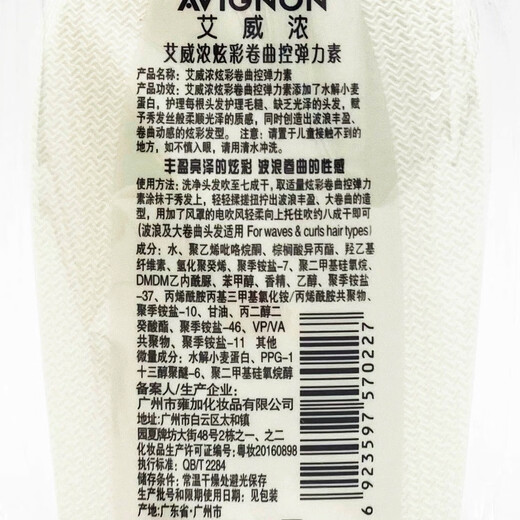 AVIGNON
艾威浓
艾威浓炫彩卷曲控弹力素
产品名称：艾威浓炫彩卷曲控弹力素
产品功效：艾威浓炫彩卷曲控弹力素添加了水解小麦
蛋白，护理每根头发护理毛糙、缺乏光泽的头发，赋
予秀发丝般柔顺光泽的质感，同时创造出波浪丰盈、
卷曲动感的炫彩发型。 注意：请置于儿童接触不到的
地方，如不慎入眼，请用清水冲洗。
丰盈亮泽的炫彩 波浪卷曲的性感
使用方法：洗净头发吹至七成干，取适量炫彩卷曲控弹力
素涂抹于秀发上，轻轻揉搓扭拧出波浪、大卷曲的造
型，用加了风罩的电吹风轻柔向上托住吹约八成干即可
(波浪及大卷曲头发适用 For waves & curls hair types)
成分：水、聚乙烯吡咯烷酮、棕榈酸异丙酯、羟乙基
纤维素、氢化聚癸烯、聚季铵盐-7、聚二甲基硅氧烷、
DMDM乙内酰脲、苯甲醇、香精、乙醇、聚季铵盐
-37、丙烯酰胺丙基三甲基氯化铵/丙烯酰胺共聚物、
聚季铵盐-10、甘油、丙二醇二
癸酸酯、聚季铵盐-46、VP/VA
共聚物、聚季铵盐-11 其他
微量成分：水解小麦蛋白、PPG-1
十三醇聚醚-6、聚二甲基硅氧烷醇
备案人/生产企业：
广州市雍加化妆品有限公司
地址:广州市白云区太和镇
园夏牌坊大街48号2栋之一、之二
化妆品生产许可证编号:粤妆20160898
执行标准: QB/T 2284
储存条件: 常温干燥处避光保存
生产批号和限期使用日期：见包装
产地：广东省·广州市
6 923597 570227